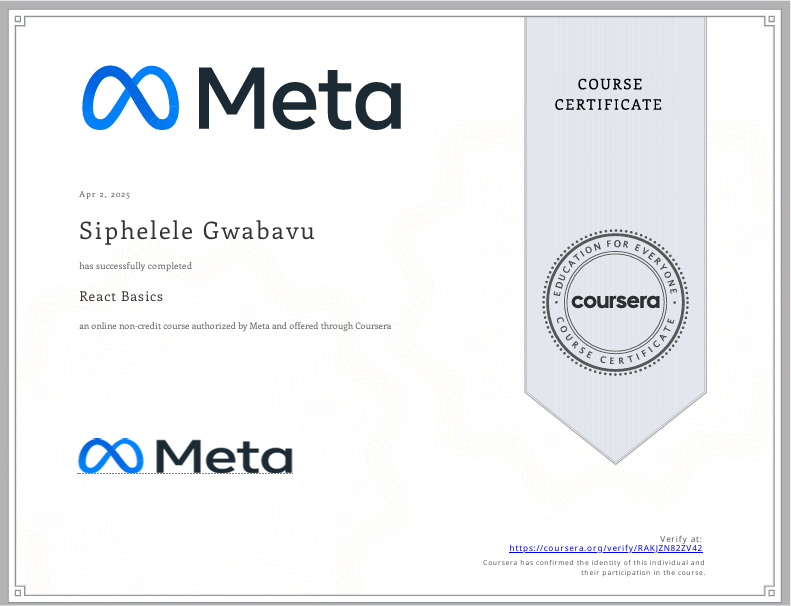 Meta
COURSE
CERTIFICATE
Apr 2, 2025
Siphelele Gwabavu
has successfully completed
React Basics
an online non-credit course authorized by Meta and offered through Coursera
EDUCATION FOR EVERYONE
coursera
COURSE CERTIFICATE
Meta
Verify at:
https://coursera.org/verify/RAKJZN82ZV42
Coursera has confirmed the identity of this individual and
their participation in the course.